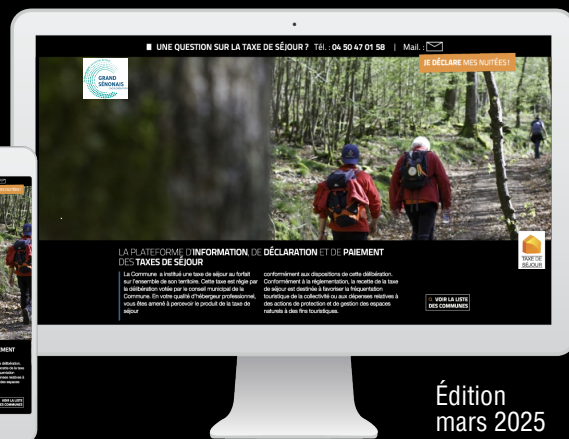 UNE QUESTION SUR LA TAXE DE SÉJOUR ? Tél. : 04 50 47 01 58 | Mail. :
JE DÉCLARE MES NUITÉES !
GRAND
SÉNONAIS
LA PLATEFORME D'INFORMATION, DE DÉCLARATION ET DE PAIEMENT
DES TAXES DE SÉJOUR
La Commune a institué une taxe de séjour au forfait
sur l'ensemble de son territoire. Cette taxe est régie par
la délibération votée par le conseil municipal de la
Commune. En votre qualité d'hébergeur professionnel,
vous êtes amené à percevoir le produit de la taxe de
séjour
conformément aux dispositions de cette délibération.
Conformément à la réglementation, la recette de la taxe
de séjour est destinée à favoriser la fréquentation
touristique de la collectivité ou aux dépenses relatives à
des actions de protection et de gestion des espaces
naturels à des fins touristiques.
TAXE DE
SÉJOUR
VOIR LA LISTE
DES COMMUNES
EMENT
VOIR LA LISTE
DES COMMUNES
Édition
mars 2025